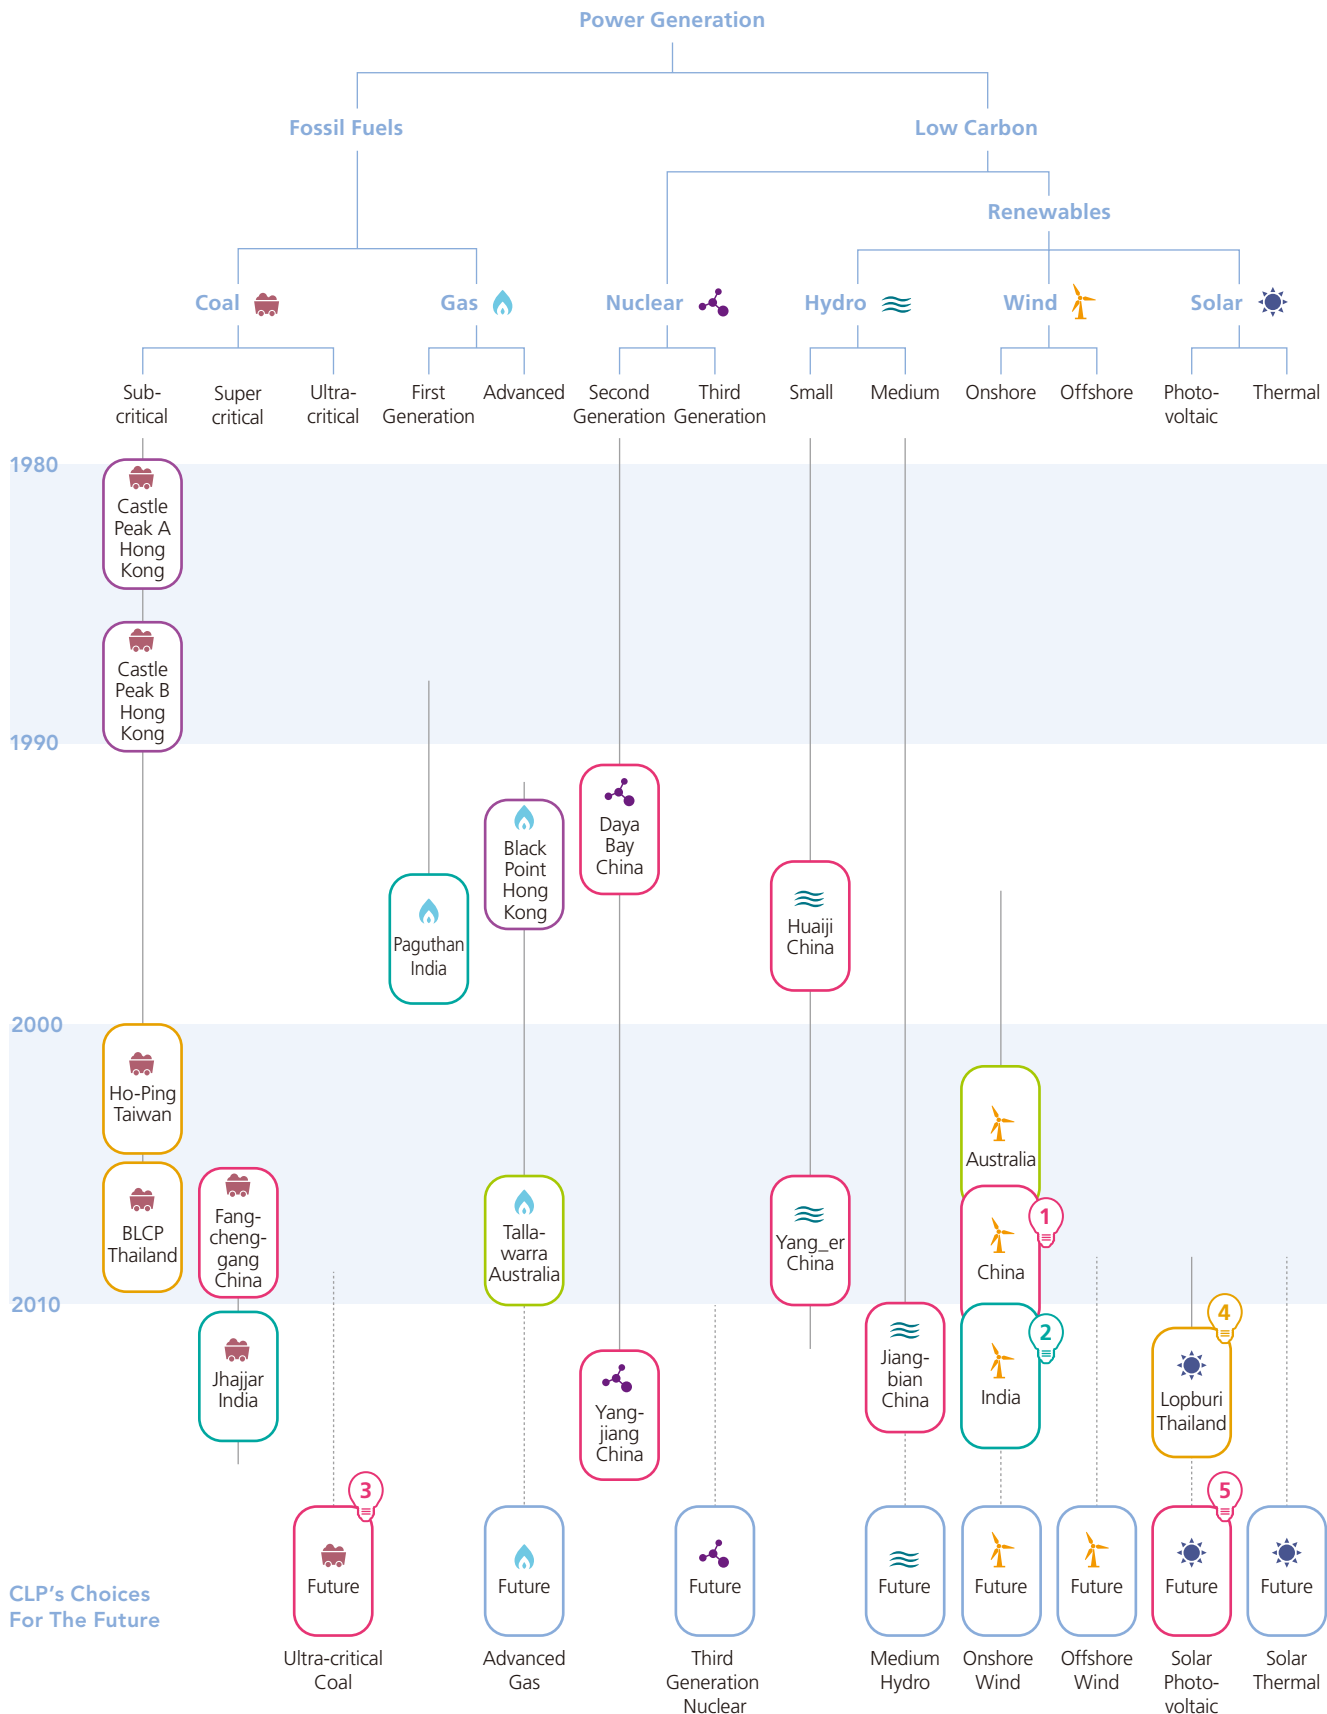 Power Generation
Fossil Fuels
Low Carbon
Renewables
Coal
Gas
Nuclear
Hydro
Wind
Solar
Sub-
critical
Super
critical
Ultra-
critical
First
Generation
Advanced
Second
Generation
Third
Generation
Small
Medium
Onshore
Offshore
Photo-
voltaic
Thermal
1980
Castle
Peak A
Hong
Kong
Castle
Peak B
Hong
Kong
1990
Daya
Bay
China
Black
Point
Hong
Kong
Paguthan
India
Huaiji
China
2000
Ho-Ping
Taiwan
BLCP
Thailand
Fang-
cheng-
gang
China
Talla-
warra
Australia
Yang_er
China
Australia
China
1
2010
Jhajjar
India
Yang-
jiang
China
Jiang-
bian
China
India
2
Lopburi
Thailand
4
CLP's Choices
For The Future
3
Future
Future
Future
Future
Future
Future
5
Future
Future
Ultra-critical
Coal
Advanced
Gas
Third
Generation
Nuclear
Medium
Hydro
Onshore
Wind
Offshore
Wind
Solar
Photo-
voltaic
Solar
Thermal